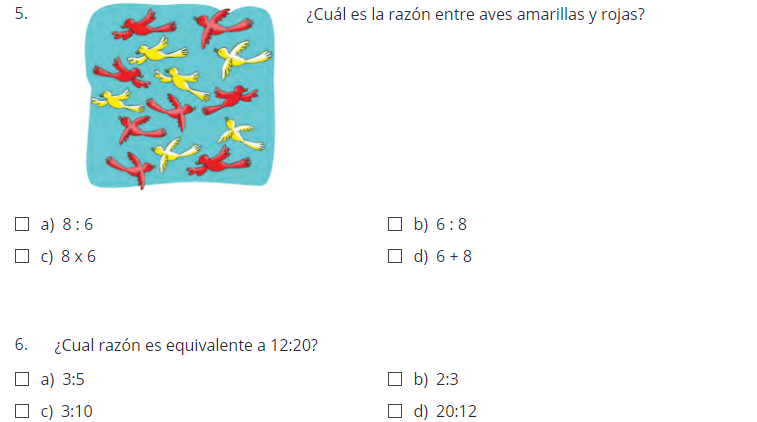 5. ¿Cuál es la razón entre aves amarillas y rojas?
a) 8 : 6
b) 6 : 8
c) 8 x 6
d) 6 + 8
6. ¿Cual razón es equivalente a 12:20?
a) 3:5
b) 2:3
c) 3:10
d) 20:12